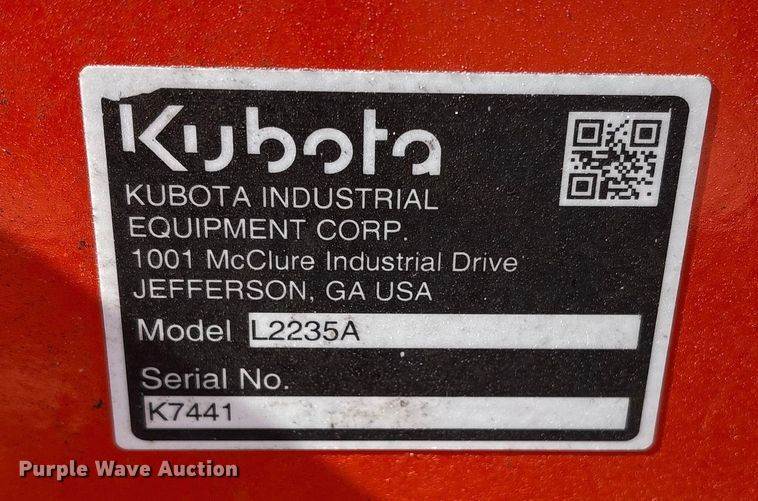 Kubota
KUBOTA INDUSTRIAL
EQUIPMENT CORP.
1001 McClure Industrial Drive
JEFFERSON, GA USA
Model L2235A
Serial No.
K7441
Purple Wave Auction